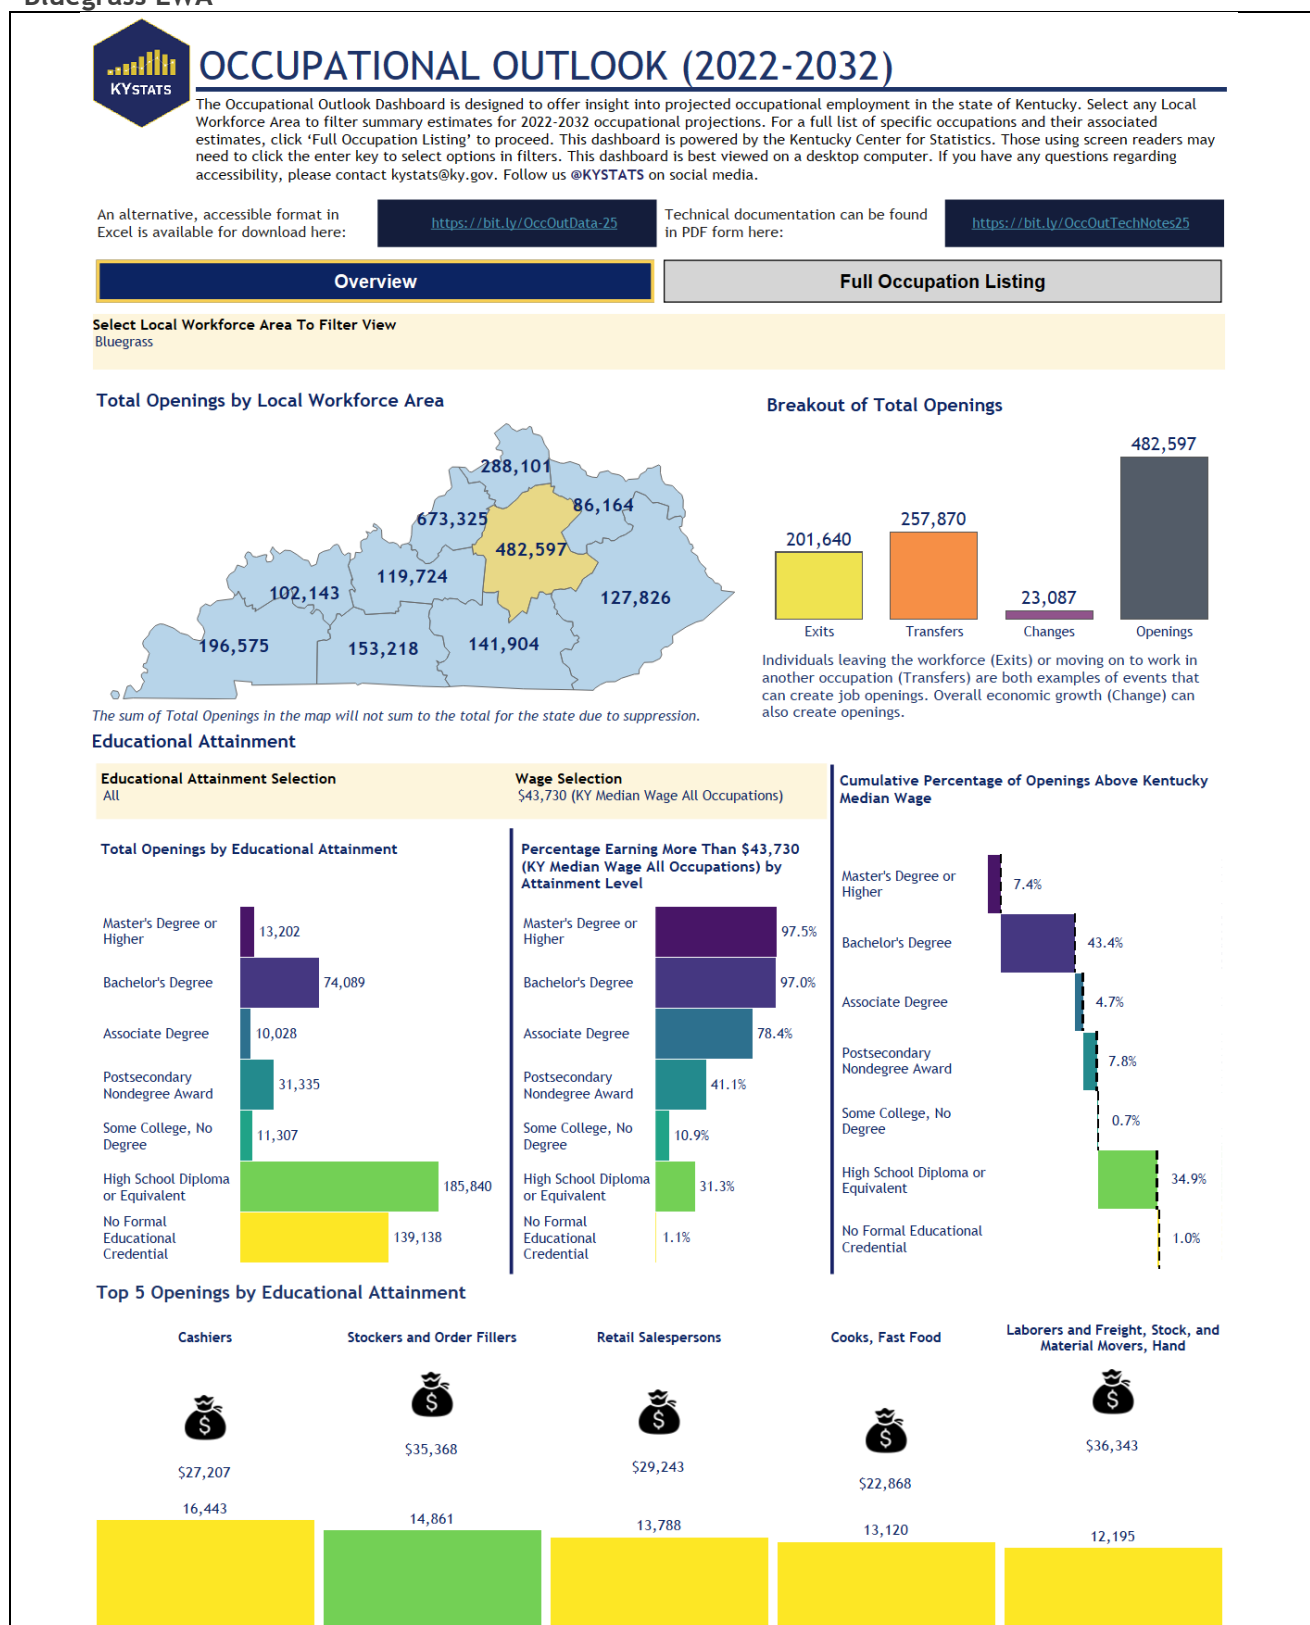 Bluegrass LWA
KYSTATS
OCCUPATIONAL OUTLOOK (2022-2032)
The Occupational Outlook Dashboard is designed to offer insight into projected occupational employment in the state of Kentucky. Select any Local
Workforce Area to filter summary estimates for 2022-2032 occupational projections. For a full list of specific occupations and their associated
estimates, click ‘Full Occupation Listing’ to proceed. This dashboard is powered by the Kentucky Center for Statistics. Those using screen readers may
need to click the enter key to select options in filters. This dashboard is best viewed on a desktop computer. If you have any questions regarding
accessibility, please contact kystats@ky.gov. Follow us @KYSTATS on social media.
An alternative, accessible format in
Excel is available for download here:
https://bit.ly/OccOutData-25
Technical documentation can be found
in PDF form here:
https://bit.ly/OccOutTechNotes25
Overview
Full Occupation Listing
Select Local Workforce Area To Filter View
Bluegrass
Total Openings by Local Workforce Area
288,101
86,164
673,325
482,597
119,724
102,143
127,826
196,575
153,218
141,904
The sum of Total Openings in the map will not sum to the total for the state due to suppression.
Breakout of Total Openings
482,597
257,870
201,640
23,087
Exits
Transfers
Changes
Openings
Individuals leaving the workforce (Exits) or moving on to work in
another occupation (Transfers) are both examples of events that
can create job openings. Overall economic growth (Change) can
also create openings.
Educational Attainment
Educational Attainment Selection
All
Wage Selection
$43,730 (KY Median Wage All Occupations)
Total Openings by Educational Attainment
Master's Degree or
Higher
13,202
Bachelor's Degree
74,089
Associate Degree
10,028
Postsecondary
Nondegree Award
31,335
Some College, No
Degree
11,307
High School Diploma
or Equivalent
185,840
No Formal
Educational
Credential
139,138
Percentage Earning More Than $43,730
(KY Median Wage All Occupations) by
Attainment Level
Master's Degree or
Higher
97.5%
Bachelor's Degree
97.0%
Associate Degree
78.4%
Postsecondary
Nondegree Award
41.1%
Some College, No
Degree
10.9%
High School Diploma
or Equivalent
31.3%
No Formal
Educational
Credential
1.1%
Cumulative Percentage of Openings Above Kentucky
Median Wage
Master's Degree or
Higher
7.4%
Bachelor's Degree
43.4%
Associate Degree
4.7%
Postsecondary
Nondegree Award
7.8%
Some College, No
Degree
0.7%
High School Diploma or
Equivalent
34.9%
No Formal Educational
Credential
1.0%
Top 5 Openings by Educational Attainment
Cashiers
$
$27,207
16,443
Stockers and Order Fillers
$
$35,368
14,861
Retail Salespersons
$
$29,243
13,788
Cooks, Fast Food
$
$22,868
13,120
Laborers and Freight, Stock, and
Material Movers, Hand
$
$36,343
12,195